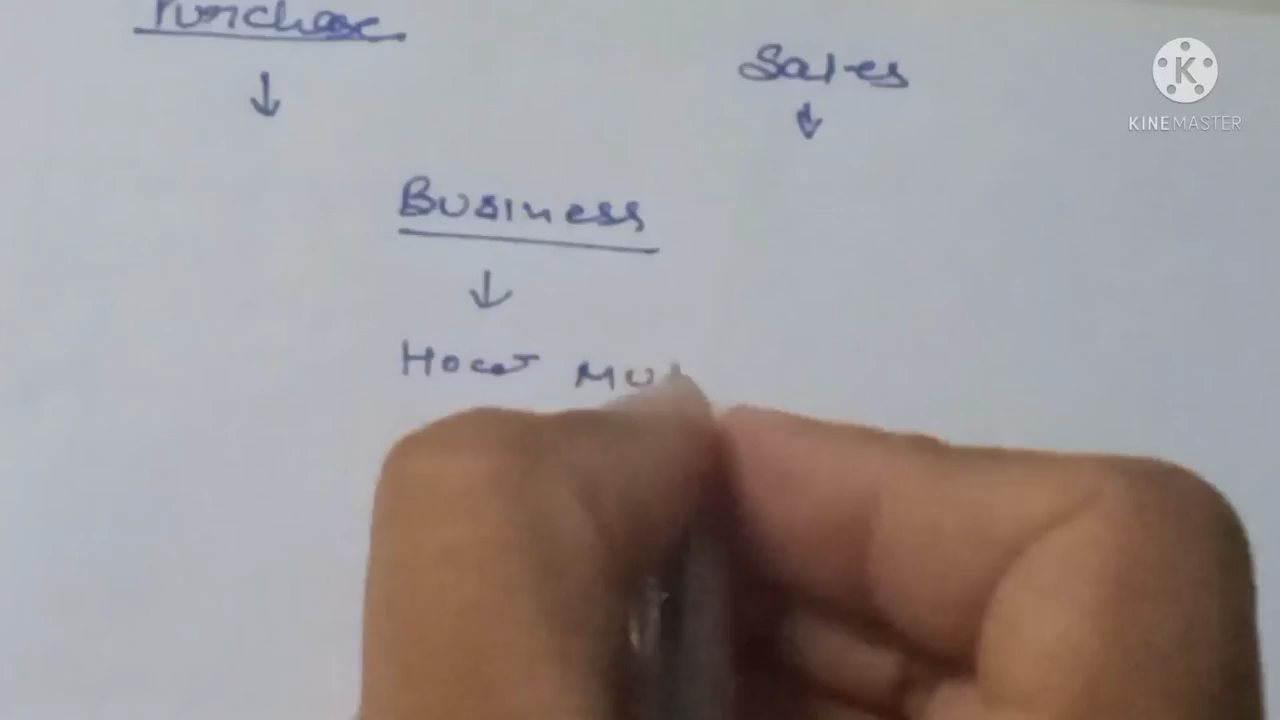 Purchase
Sales
↓ ↓
Business
↓
KINEMASTER